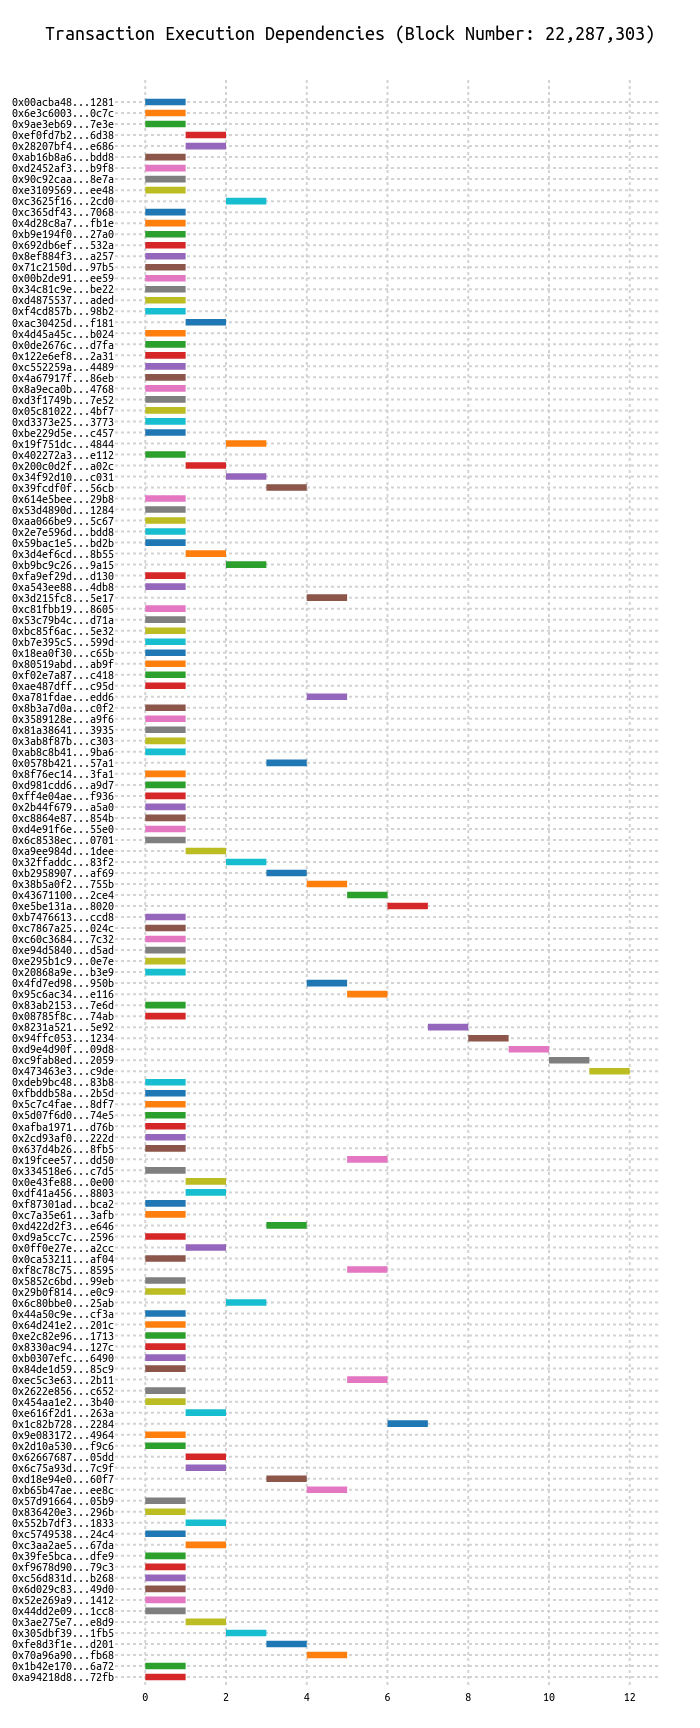 Transaction Execution Dependencies (Block Number: 22,287,303)
0x00acba48...1281
0x6e3c6003...0c7c
0x9ae3eb69...7e3e
0xef0fd7b2...6d38
0x28207bf4...e686
0xab16b8a6...bdd8
0xd2452af3...b9f8
0x90c92caa...8e7a
0xe3109569...ee48
0xc3625f16...2cd0
0xc365df43...7068
0x4d28c8a7...fb1e
0xb9e194f0...27a0
0x692db6ef...532a
0x8ef884f3...a257
0x71c2150d...97b5
0x00b2de91...ee59
0x34c81c9e...be22
0xd4875537...aded
0xf4cd857b...98b2
0xac30425d...f181
0x4d45a45c...b024
0x0de2676c...d7fa
0x122e6ef8...2a31
0xc552259a...4489
0x4a67917f...86eb
0x8a9eca0b...4768
0xd3f1749b...7e52
0x05c81022...4bf7
0xd3373e25...3773
0xbe229d5e...c457
0x19f751dc...4844
0x402272a3...e112
0x200c0d2f...a02c
0x34f92d10...c031
0x39fcdf0f...56cb
0x614e5bee...29b8
0x53d4890d...1284
0xaa066be9...5c67
0x2e7e596d...bdd8
0x59bac1e5...bd2b
0x3d4ef6cd...8b55
0xb9bc9c26...9a15
0xfa9ef29d...d130
0xa543ee88...4db8
0x3d215fc8...5e17
0xc81fbb19...8605
0x53c79b4c...d71a
0xbc85f6ac...5e32
0xb7e395c5...599d
0x18ea0f30...c65b
0x80519abd...ab9f
0xf02e7a87...c418
0xae487dff...c95d
0xa781fdae...edd6
0x8b3a7d0a...c0f2
0x3589128e...a9f6
0x81a38641...3935
0x3ab8f87b...c303
0xab8c8b41...9ba6
0x0578b421...57a1
0x8f76ec14...3fa1
0xd981cdd6...a9d7
0xff4e04ae...f936
0x2b44f679...a5a0
0xc8864e87...854b
0xd4e91f6e...55e0
0x6c8538ec...0701
0xa9ee984d...1dee
0x32ffaddc...83f2
0xb2958907...af69
0x38b5a0f2...755b
0x43671100...2ce4
0xe5be131a...8020
0xb7476613...ccd8
0xc7867a25...024c
0xc60c3684...7c32
0xe94d5840...d5ad
0xe295b1c9...0e7e
0x20868a9e...b3e9
0x4fd7ed98...950b
0x95c6ac34...e116
0x83ab2153...7e6d
0x08785f8c...74ab
0x8231a521...5e92
0x94ffc053...1234
0xd9e4d90f...09d8
0xc9fab8ed...2059
0x473463e3...c9de
0xdeb9bc48...83b8
0xfbddb58a...2b5d
0x5c7c4fae...8df7
0x5d07f6d0...74e5
0xafba1971...d76b
0x2cd93af0...222d
0x637d4b26...8fb5
0x19fcee57...dd50
0x334518e6...c7d5
0x0e43fe88...0e00
0xdf41a456...8803
0xf87301ad...bca2
0xc7a35e61...3afb
0xd422d2f3...e646
0xd9a5cc7c...2596
0x0ff0e27e...a2cc
0x0ca53211...af04
0xf8c78c75...8595
0x5852c6bd...99eb
0x29b0f814...e0c9
0x6c80bbe0...25ab
0x44a50c9e...cf3a
0x64d241e2...201c
0xe2c82e96...1713
0x8330ac94...127c
0xb0307efc...6490
0x84de1d59...85c9
0xec5c3e63...2b11
0x2622e856...c652
0x454aa1e2...3b40
0xe616f2d1...263a
0x1c82b728...2284
0x9e083172...4964
0x2d10a530...f9c6
0x62667687...05dd
0x6c75a93d...7c9f
0xd18e94e0...60f7
0xb65b47ae...ee8c
0x57d91664...05b9
0x836420e3...296b
0x552b7df3...1833
0xc5749538...24c4
0xc3aa2ae5...67da
0x39fe5bca...dfe9
0xf9678d90...79c3
0xc56d831d...b268
0x6d029c83...49d0
0x52e269a9...1412
0x44dd2e09...1cc8
0x3ae275e7...e8d9
0x305dbf39...1fb5
0xfe8d3f1e...d201
0x70a96a90...fb68
0x1b42e170...6a72
0xa94218d8...72fb
0 2 4 6 8 10 12